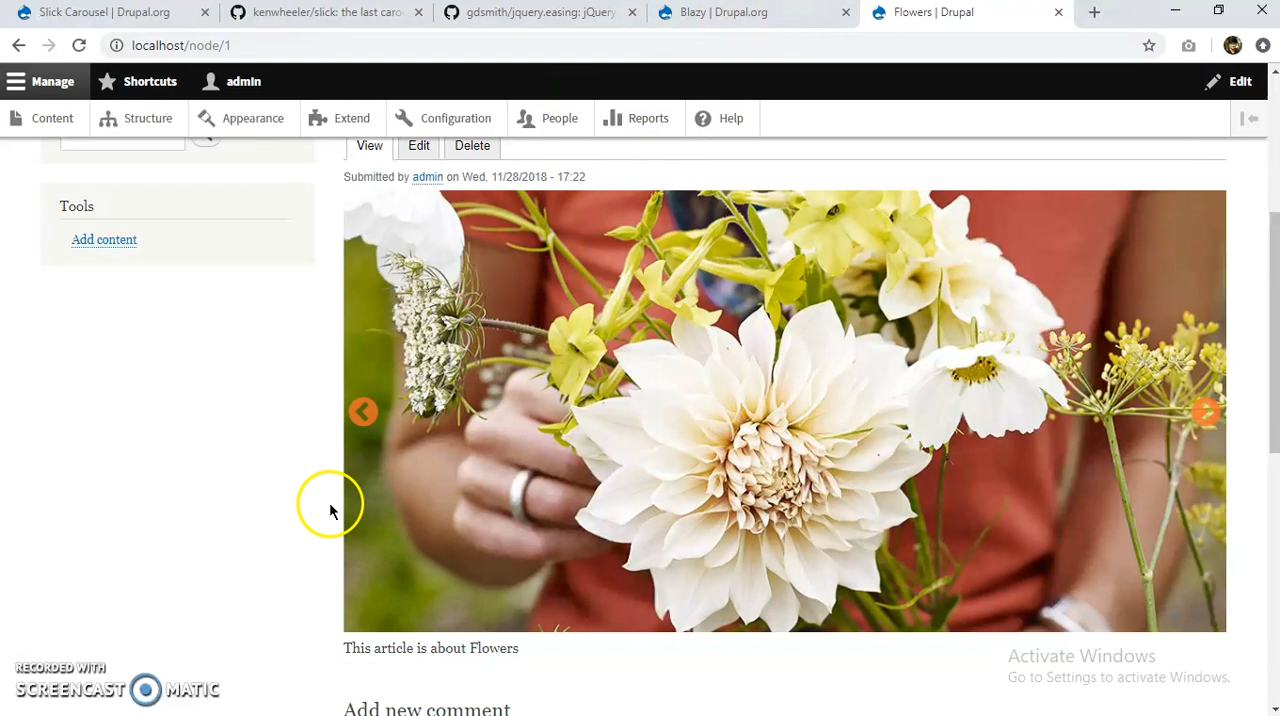 Slick Carousel | Drupal.org
kenwheeler/slick: the last caro
gdsmith/jquery.easing: jQuery
Blazy | Drupal.org
Flowers | Drupal
localhost/node/1
Manage
Shortcuts
admin
Edit
Content
Structure
Appearance
Extend
Configuration
People
Reports
Help
View
Edit
Delete
Submitted by admin on Wed, 11/28/2018 - 17:22
Tools
Add content
This article is about Flowers
Add new comment
RECORDED WITH
SCREENCAST MATIC
Activate Windows
Go to Settings to activate Windows.